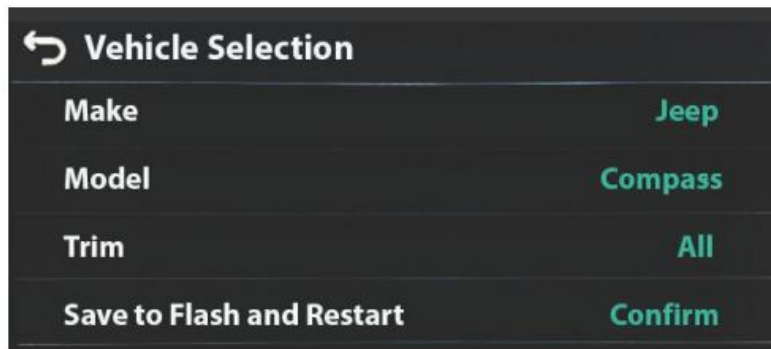 Vehicle Selection
Make Jeep
Model Compass
Trim All
Save to Flash and Restart Confirm